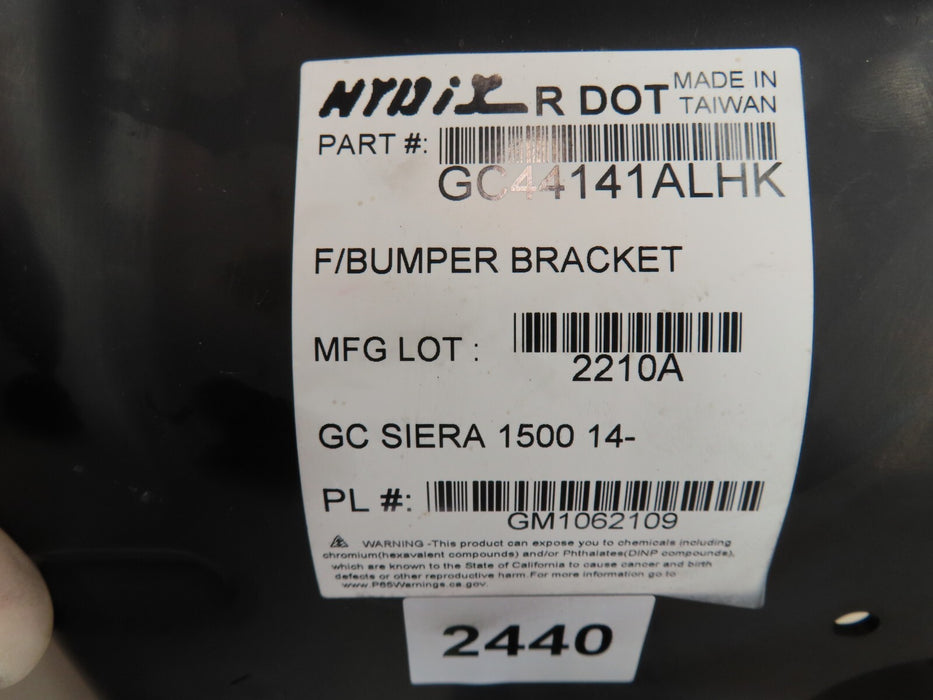 R DOT
MADE IN
TAIWAN
PART #:
GC44141ALHK
F/BUMPER BRACKET
MFG LOT :
2210A
GC SIERA 1500 14-
PL #:
GM1062109
WARNING -This product can expose you to chemicals including
chromium(hexavalent compounds) and/or Phthalates(DINP compounds),
which are known to the State of California to cause cancer and birth
defects or other reproductive harm.For more information go to
www.P65Warnings.ca.gov.
2440